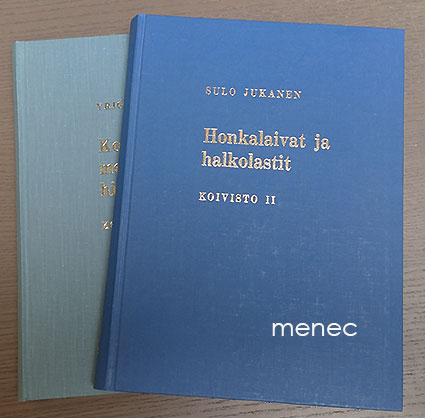 SULO JUKANEN
Honkalaivat ja
halkolastit
KOIVISTO II
menec